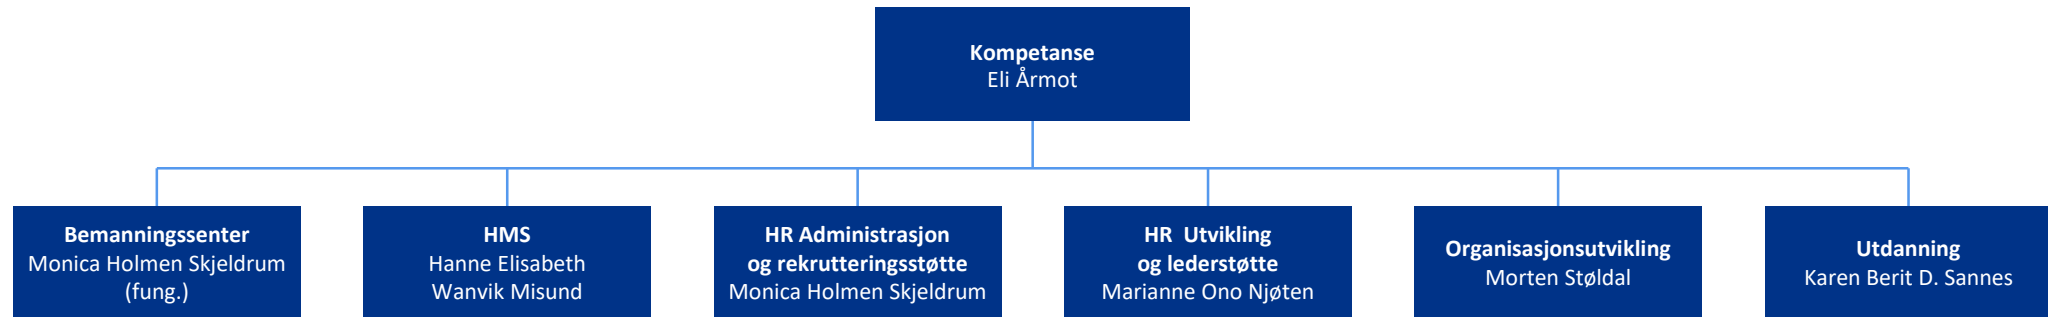 Kompetanse
Eli Årmot
Bemanningssenter
Monica Holmen Skjeldrum
(fung.)
HMS
Hanne Elisabeth
Wanvik Misund
HR Administrasjon
og rekrutteringsstøtte
Monica Holmen Skjeldrum
HR  Utvikling
og lederstøtte
Marianne Ono Njøten
Organisasjonsutvikling
Morten Støldal
Utdanning
Karen Berit D. Sannes